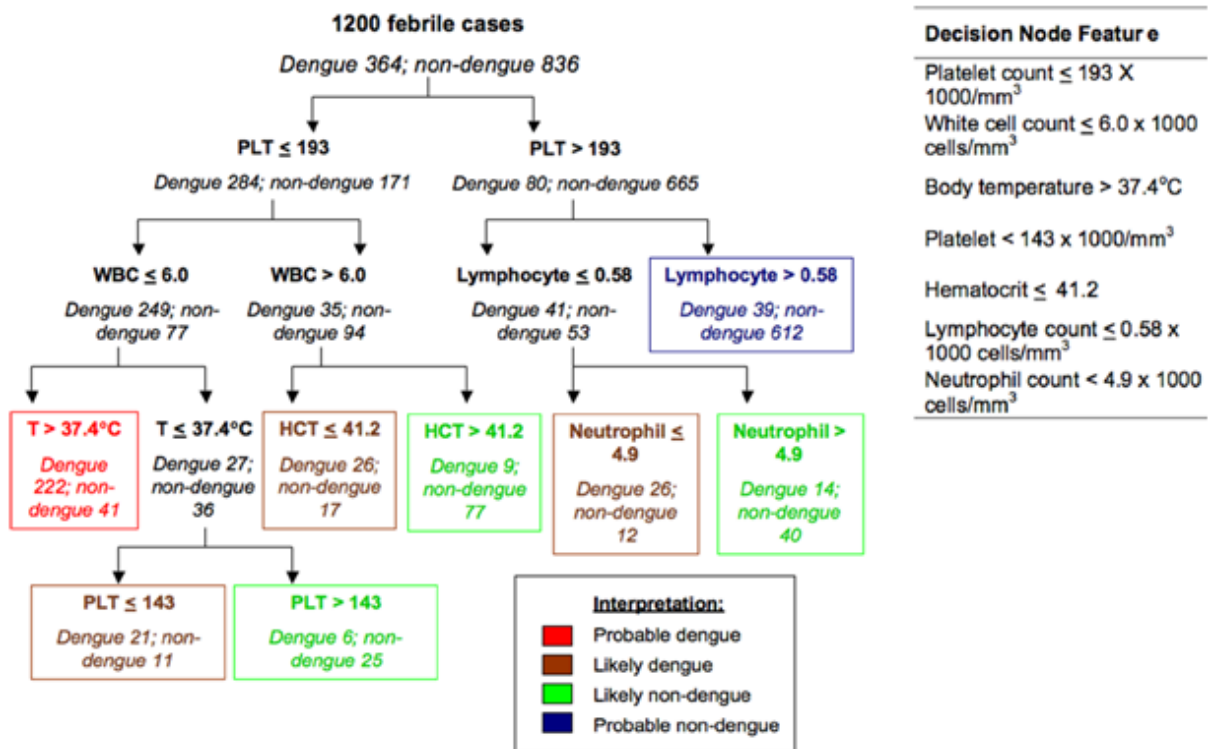 1200 febrile cases
Dengue 364; non-dengue 836
PLT ≤ 193
Dengue 284; non-dengue 171
PLT > 193
Dengue 80; non-dengue 665
WBC ≤ 6.0
Dengue 249; non-
dengue 77
WBC > 6.0
Dengue 35; non-
dengue 94
Lymphocyte ≤ 0.58
Dengue 41; non-
dengue 53
Lymphocyte > 0.58
Dengue 39; non-
dengue 612
T > 37.4°C
Dengue
222; non-
dengue 41
T ≤ 37.4°C
Dengue 27;
non-dengue
36
HCT ≤ 41.2
Dengue 26;
non-dengue
17
HCT > 41.2
Dengue 9;
non-dengue
77
Neutrophil ≤
4.9
Dengue 26;
non-dengue
12
Neutrophil >
4.9
Dengue 14;
non-dengue
40
PLT ≤ 143
Dengue 21; non-
dengue 11
PLT > 143
Dengue 6; non-
dengue 25
Interpretation:
Probable dengue
Likely dengue
Likely non-dengue
Probable non-dengue
Decision Node Feature
Platelet count ≤ 193 X
1000/mm³
White cell count ≤ 6.0 x 1000
cells/mm³
Body temperature > 37.4°C
Platelet < 143 x 1000/mm³
Hematocrit ≤ 41.2
Lymphocyte count ≤ 0.58 x
1000 cells/mm³
Neutrophil count < 4.9 x 1000
cells/mm³